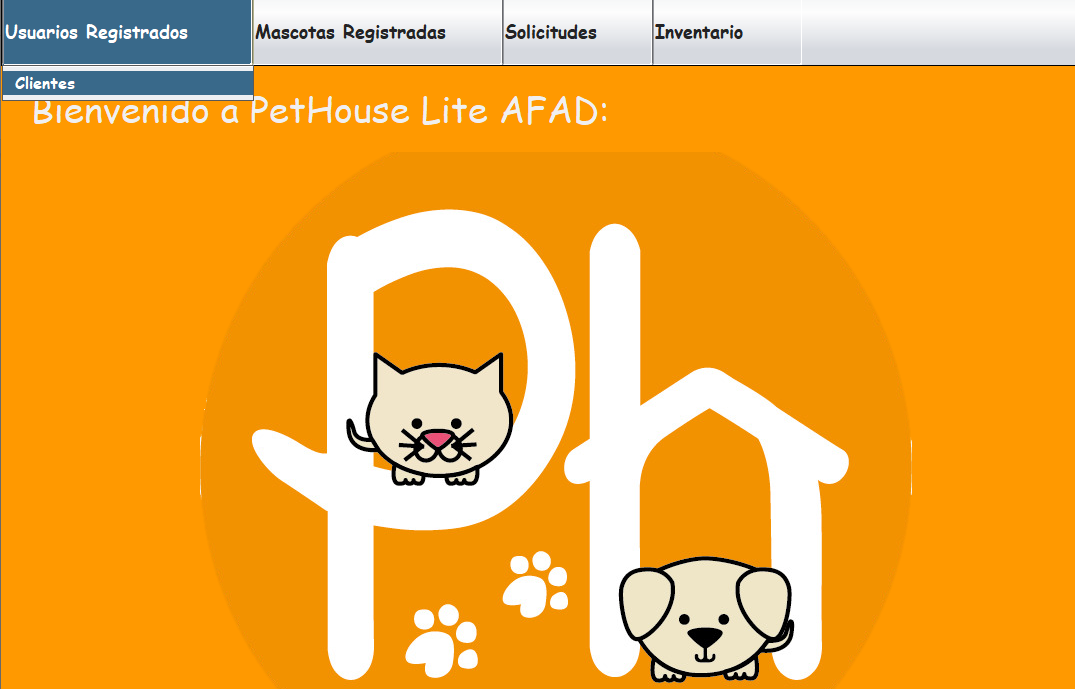 Usuarios Registrados
Mascotas Registradas
Solicitudes
Inventario
Clientes
Bienvenido a PetHouse Lite AFAD:
Ph